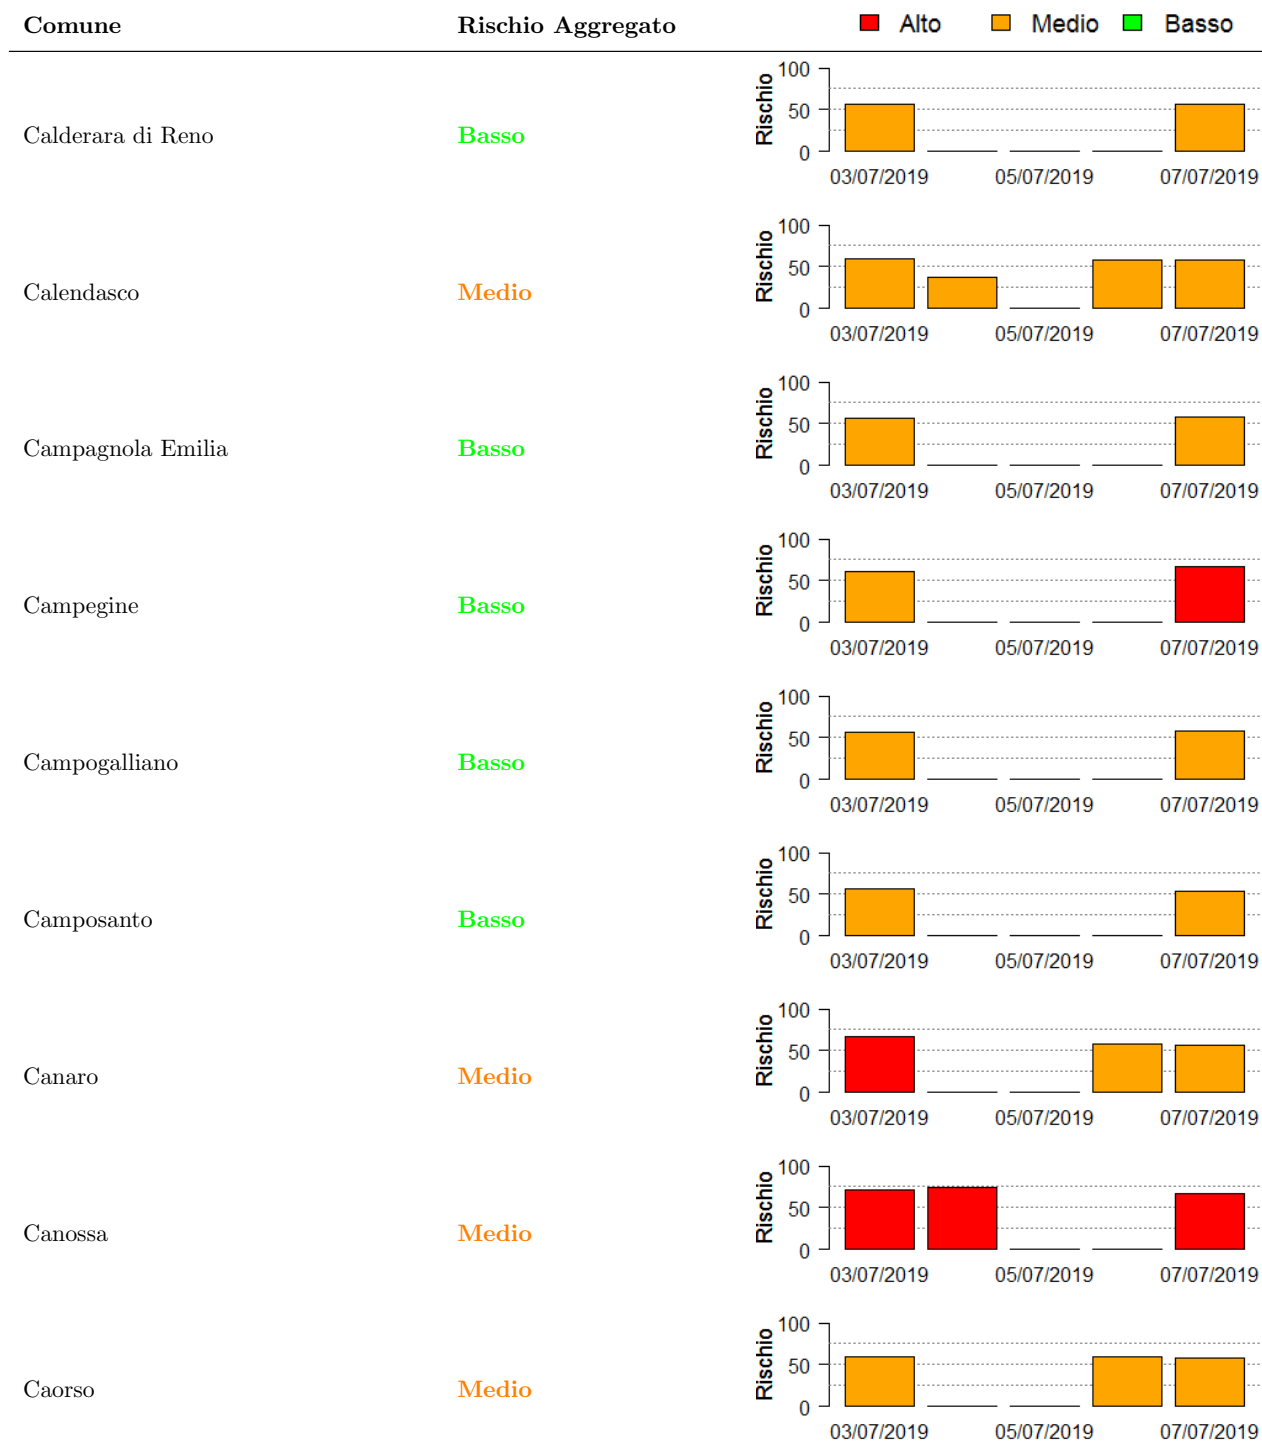 Comune Rischio Aggregato Alto Medio Basso
Calderara di Reno Basso Rischio 100 50 0
03/07/2019 05/07/2019 07/07/2019
Calendasco Medio Rischio 100 50 0
03/07/2019 05/07/2019 07/07/2019
Campagnola Emilia Basso Rischio 100 50 0
03/07/2019 05/07/2019 07/07/2019
Campegine Basso Rischio 100 50 0
03/07/2019 05/07/2019 07/07/2019
Campogalliano Basso Rischio 100 50 0
03/07/2019 05/07/2019 07/07/2019
Camposanto Basso Rischio 100 50 0
03/07/2019 05/07/2019 07/07/2019
Canaro Medio Rischio 100 50 0
03/07/2019 05/07/2019 07/07/2019
Canossa Medio Rischio 100 50 0
03/07/2019 05/07/2019 07/07/2019
Caorso Medio Rischio 100 50 0
03/07/2019 05/07/2019 07/07/2019